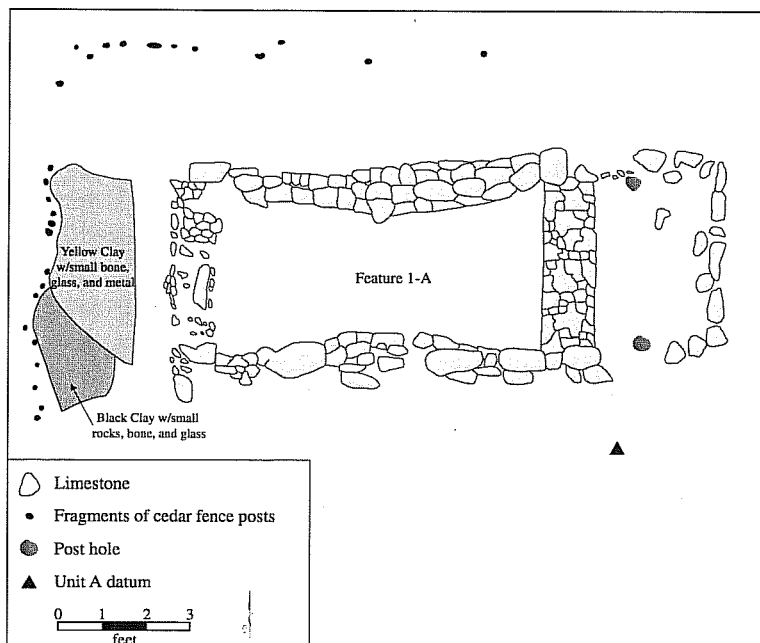 Yellow Clay
w/small bone,
glass, and metal
Feature 1-A
Black Clay w/small
rocks, bone, and glass
Limestone
Fragments of cedar fence posts
Post hole
Unit A datum
0 1 2 3
feet